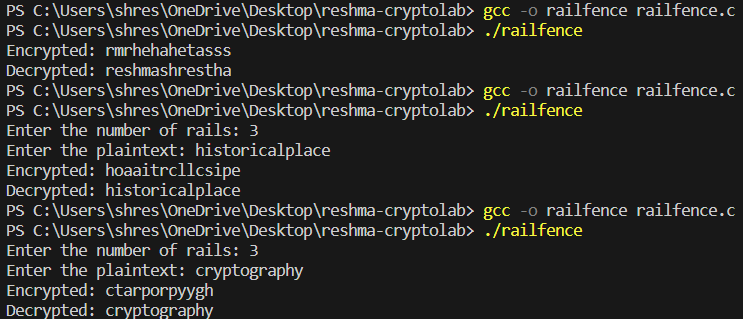 PS C:\Users\shres\OneDrive\Desktop\reshma-cryptolab> gcc -o railfence railfence.c
PS C:\Users\shres\OneDrive\Desktop\reshma-cryptolab> ./railfence
Encrypted: rmrhehahetasss
Decrypted: reshmashrestha
PS C:\Users\shres\OneDrive\Desktop\reshma-cryptolab> gcc -o railfence railfence.c
PS C:\Users\shres\OneDrive\Desktop\reshma-cryptolab> ./railfence
Enter the number of rails: 3
Enter the plaintext: historicalplace
Encrypted: hoaaitrcllcsipe
Decrypted: historicalplace
PS C:\Users\shres\OneDrive\Desktop\reshma-cryptolab> gcc -o railfence railfence.c
PS C:\Users\shres\OneDrive\Desktop\reshma-cryptolab> ./railfence
Enter the number of rails: 3
Enter the plaintext: cryptography
Encrypted: ctarporpyygh
Decrypted: cryptography